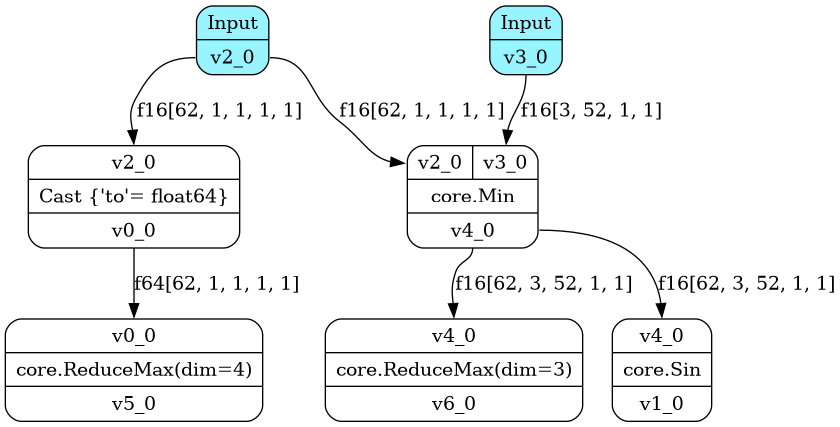 Input
v2_0
Input
v3_0
f16[62, 1, 1, 1, 1]
f16[62, 1, 1, 1, 1]
f16[3, 52, 1, 1]
v2_0
Cast {'to'= float64}
v0_0
v2_0
v3_0
core.Min
v4_0
f64[62, 1, 1, 1, 1]
f16[62, 3, 52, 1, 1]
f16[62, 3, 52, 1, 1]
v0_0
core.ReduceMax(dim=4)
v5_0
v4_0
core.ReduceMax(dim=3)
v6_0
v4_0
core.Sin
v1_0